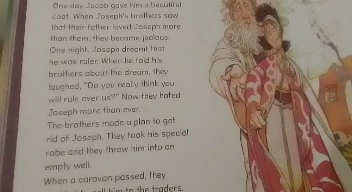 One day Jacob gave him a beautiful
coat. When Joseph's brothers saw
that their father loved Joseph more
than them, they became jealous.
One night, Joseph dreamt that
he was ruler. When he told his
brothers about the dream, they
laughed. "Do you really think you
will rule over us?" Now they hated
Joseph more than ever.
The brothers made a plan to get
rid of Joseph. They took his special
robe and they threw him into an
empty well.
When a caravan passed, they
him to the traders.